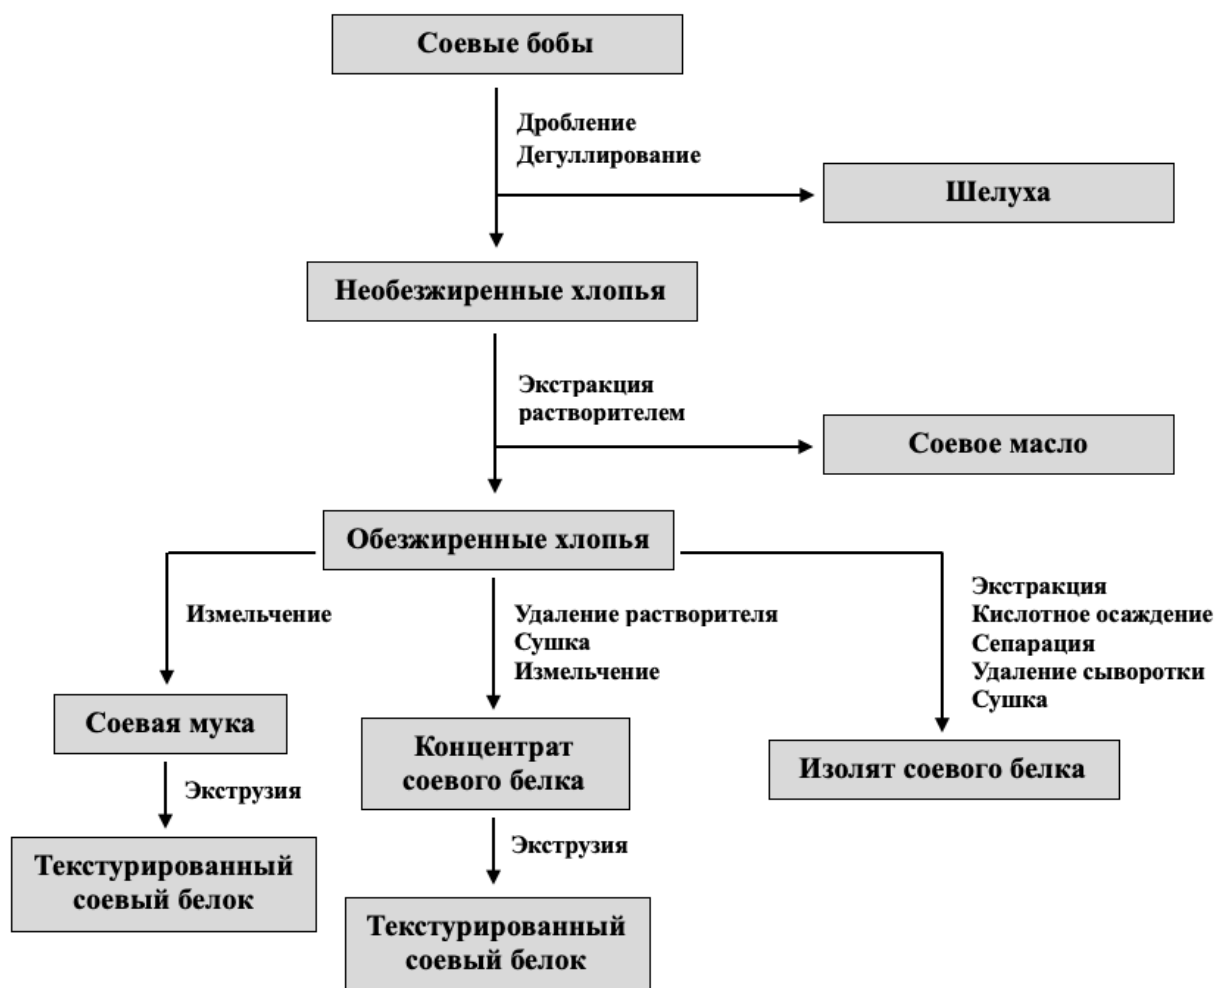 Соевые бобы
Дробление
Дегуллирование
Шелуха
Необезжиренные хлопья
Экстракция
растворителем
Соевое масло
Обезжиренные хлопья
Измельчение
Удаление растворителя
Сушка
Измельчение
Экстракция
Кислотное осаждение
Сепарация
Удаление сыворотки
Сушка
Соевая мука
Концентрат
соевого белка
Изолят соевого белка
Экструзия
Экструзия
Текстурированный
соевый белок
Текстурированный
соевый белок